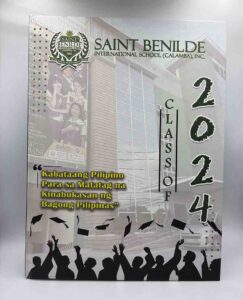 SAINT BENILDE
INTERNATIONAL SCHOOL (CALAMBA), INC.
CLASS OF
2024
"Kabataang Pilipino
Para sa Matatag na
Kinabukasan ng
Bagong Pilipinas"